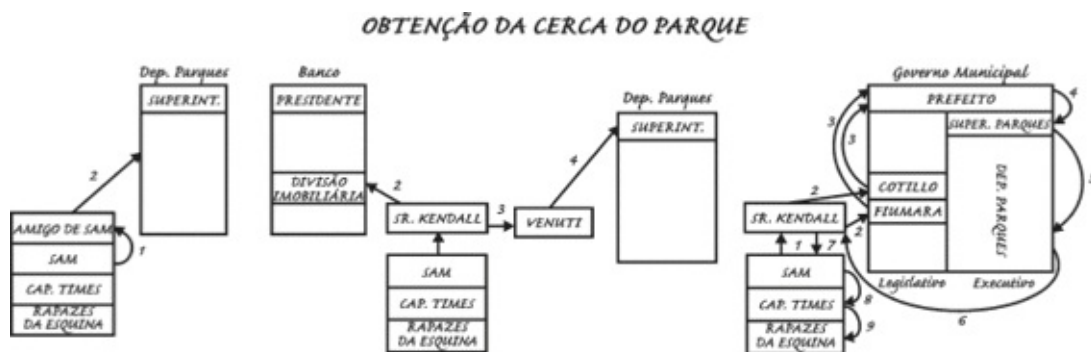 OBTENÇÃO DA CERCA DO PARQUE
Dep. Parques
SUPERINT.
2
AMIGO DE SAM
SAM
1
CAP. TIMES
RAPAZES
DA ESQUINA
Banco
PRESIDENTE
DIVISÃO
IMOBILIÁRIA
2
SR. KENDALL
3
VENUTI
4
Dep. Parques
SUPERINT.
SAM
CAP. TIMES
RAPAZES
DA ESQUINA
Governo Municipal
PREFEITO
4
SUPER. PARQUES
3
3
DEP. PARQUES
2
COTILLO
SR. KENDALL
2
FIUMARA
1
7
Legislativo
Executivo
6
SAM
8
CAP. TIMES
9
RAPAZES
DA ESQUINA